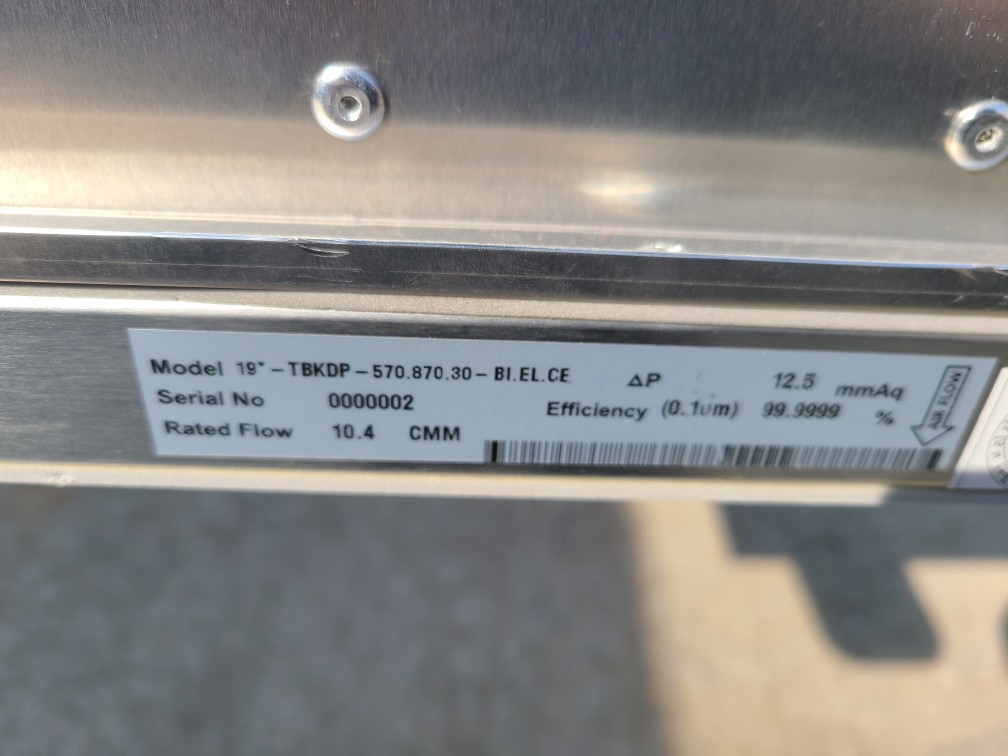 Model 19"-TBKDP-570.870.30-BI.EL.CE ΔP 12.5 mmAq
Serial No 0000002 Efficiency (0.1um) 99.9999 %
Rated Flow 10.4 CMM
AIR FLOW